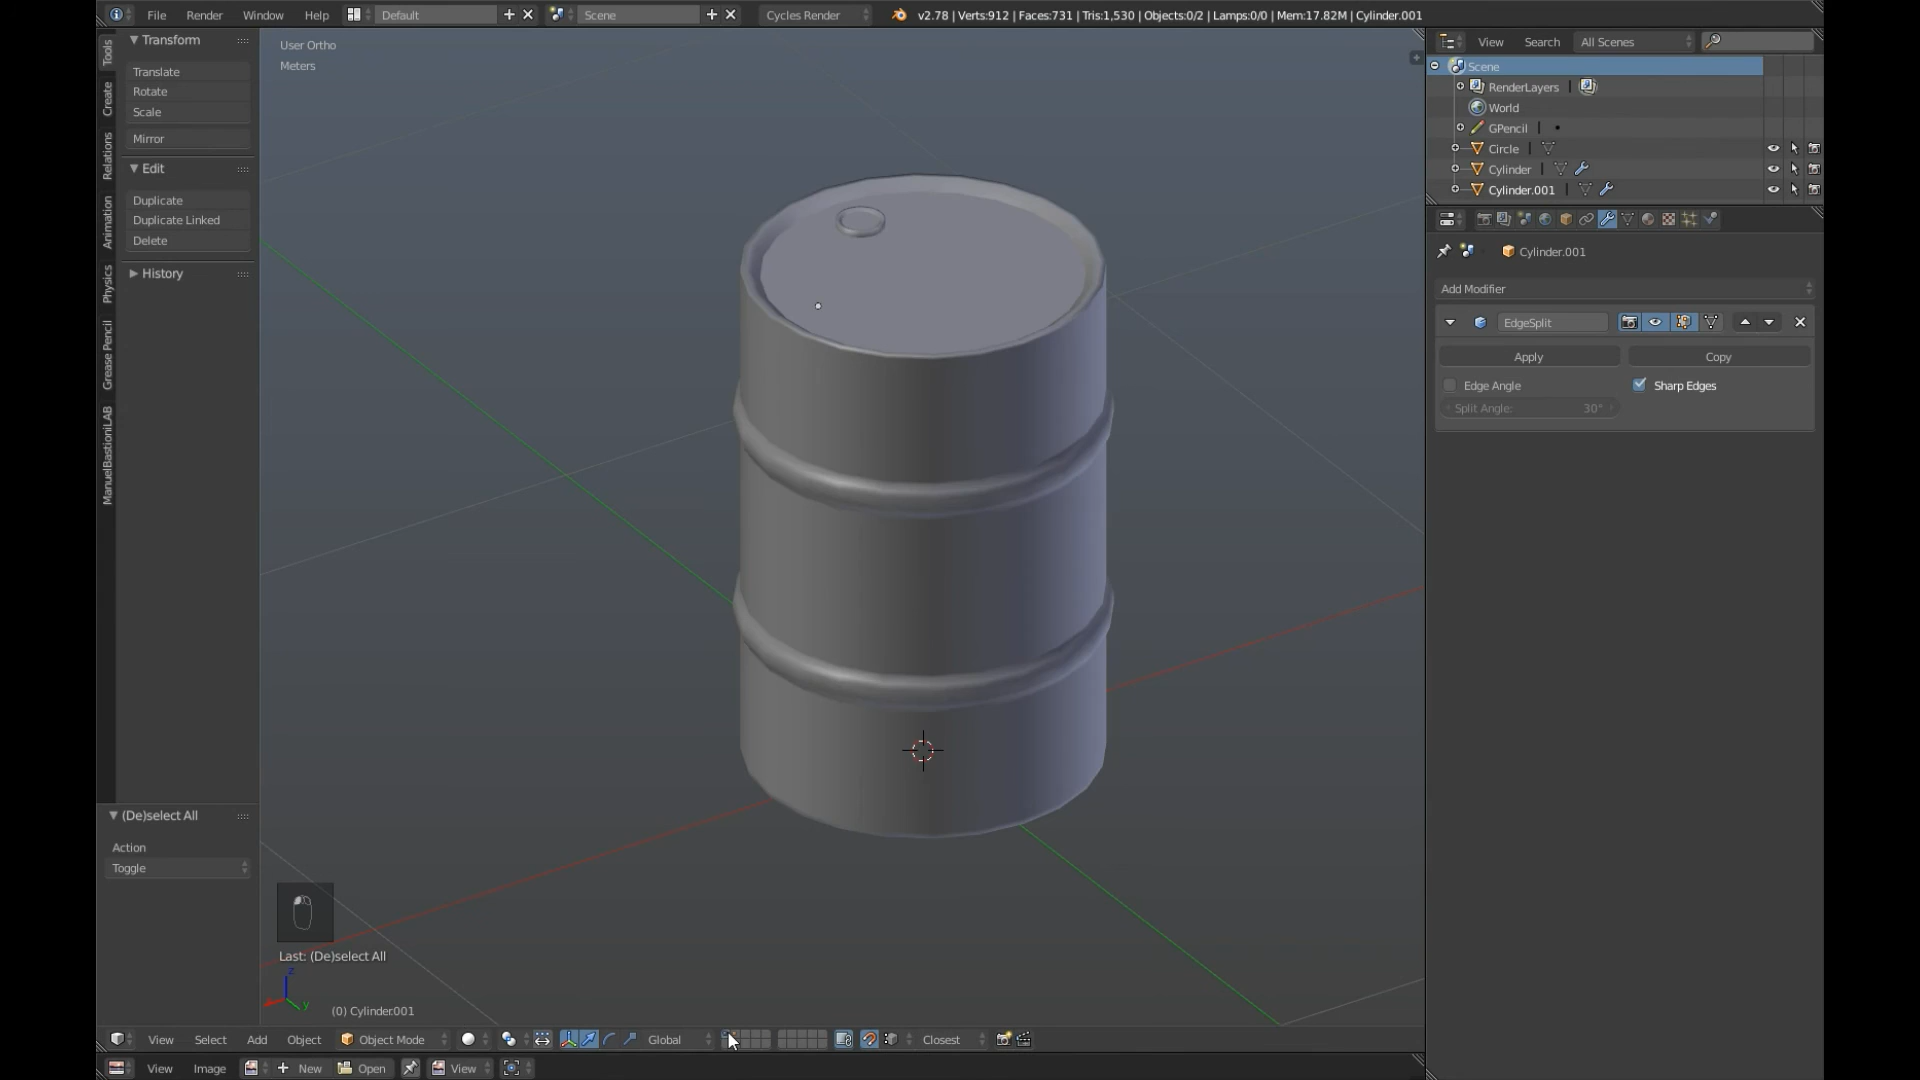 File Render Window Help Default Scene Cycles Render v2.78 | Verts:912 | Faces:731 | Tris:1,530 | Objects:0/2 | Lamps:0/0 | Mem:17.82M | Cylinder.001
Tools
Create
Relations
Animation
Physics
Grease Pencil
ManuelBastioniLAB
Transform
Translate
Rotate
Scale
Mirror
Edit
Duplicate
Duplicate Linked
Delete
History
(De)select All
Action
Toggle
User Ortho
Meters
Last: (De)select All
z
y
(0) Cylinder.001
View Select Add Object Object Mode Global Closest
View Image New Open View
View Search All Scenes
Scene
RenderLayers
World
GPencil
Circle
Cylinder
Cylinder.001
Cylinder.001
Add Modifier
EdgeSplit
Apply Copy
Edge Angle Sharp Edges
Split Angle: 30°